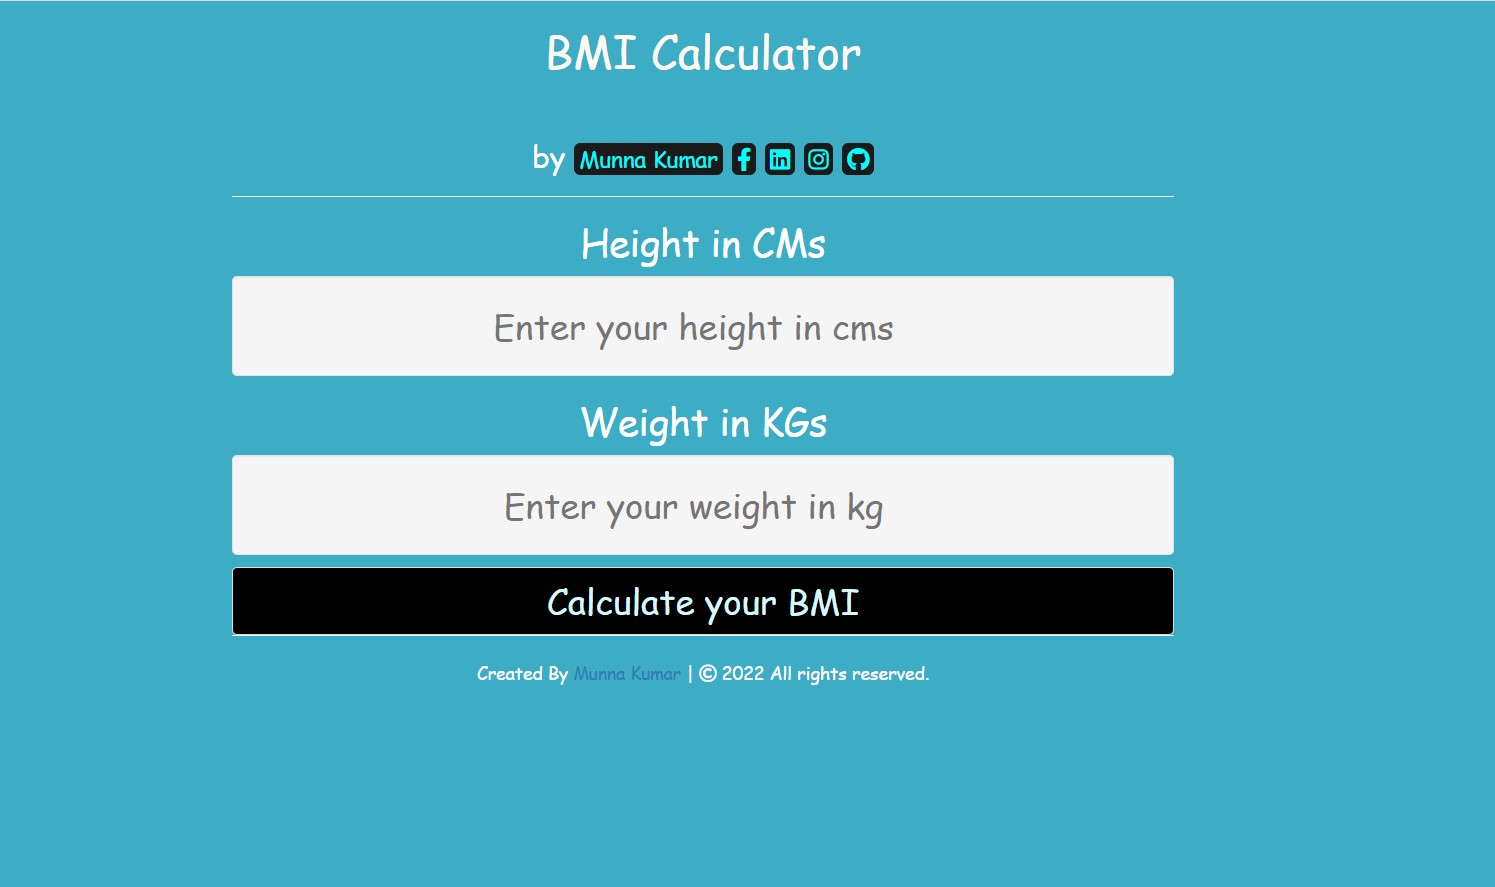 BMI Calculator
by Munna Kumar
Height in CMs
Enter your height in cms
Weight in KGs
Enter your weight in kg
Calculate your BMI
Created By Munna Kumar | © 2022 All rights reserved.